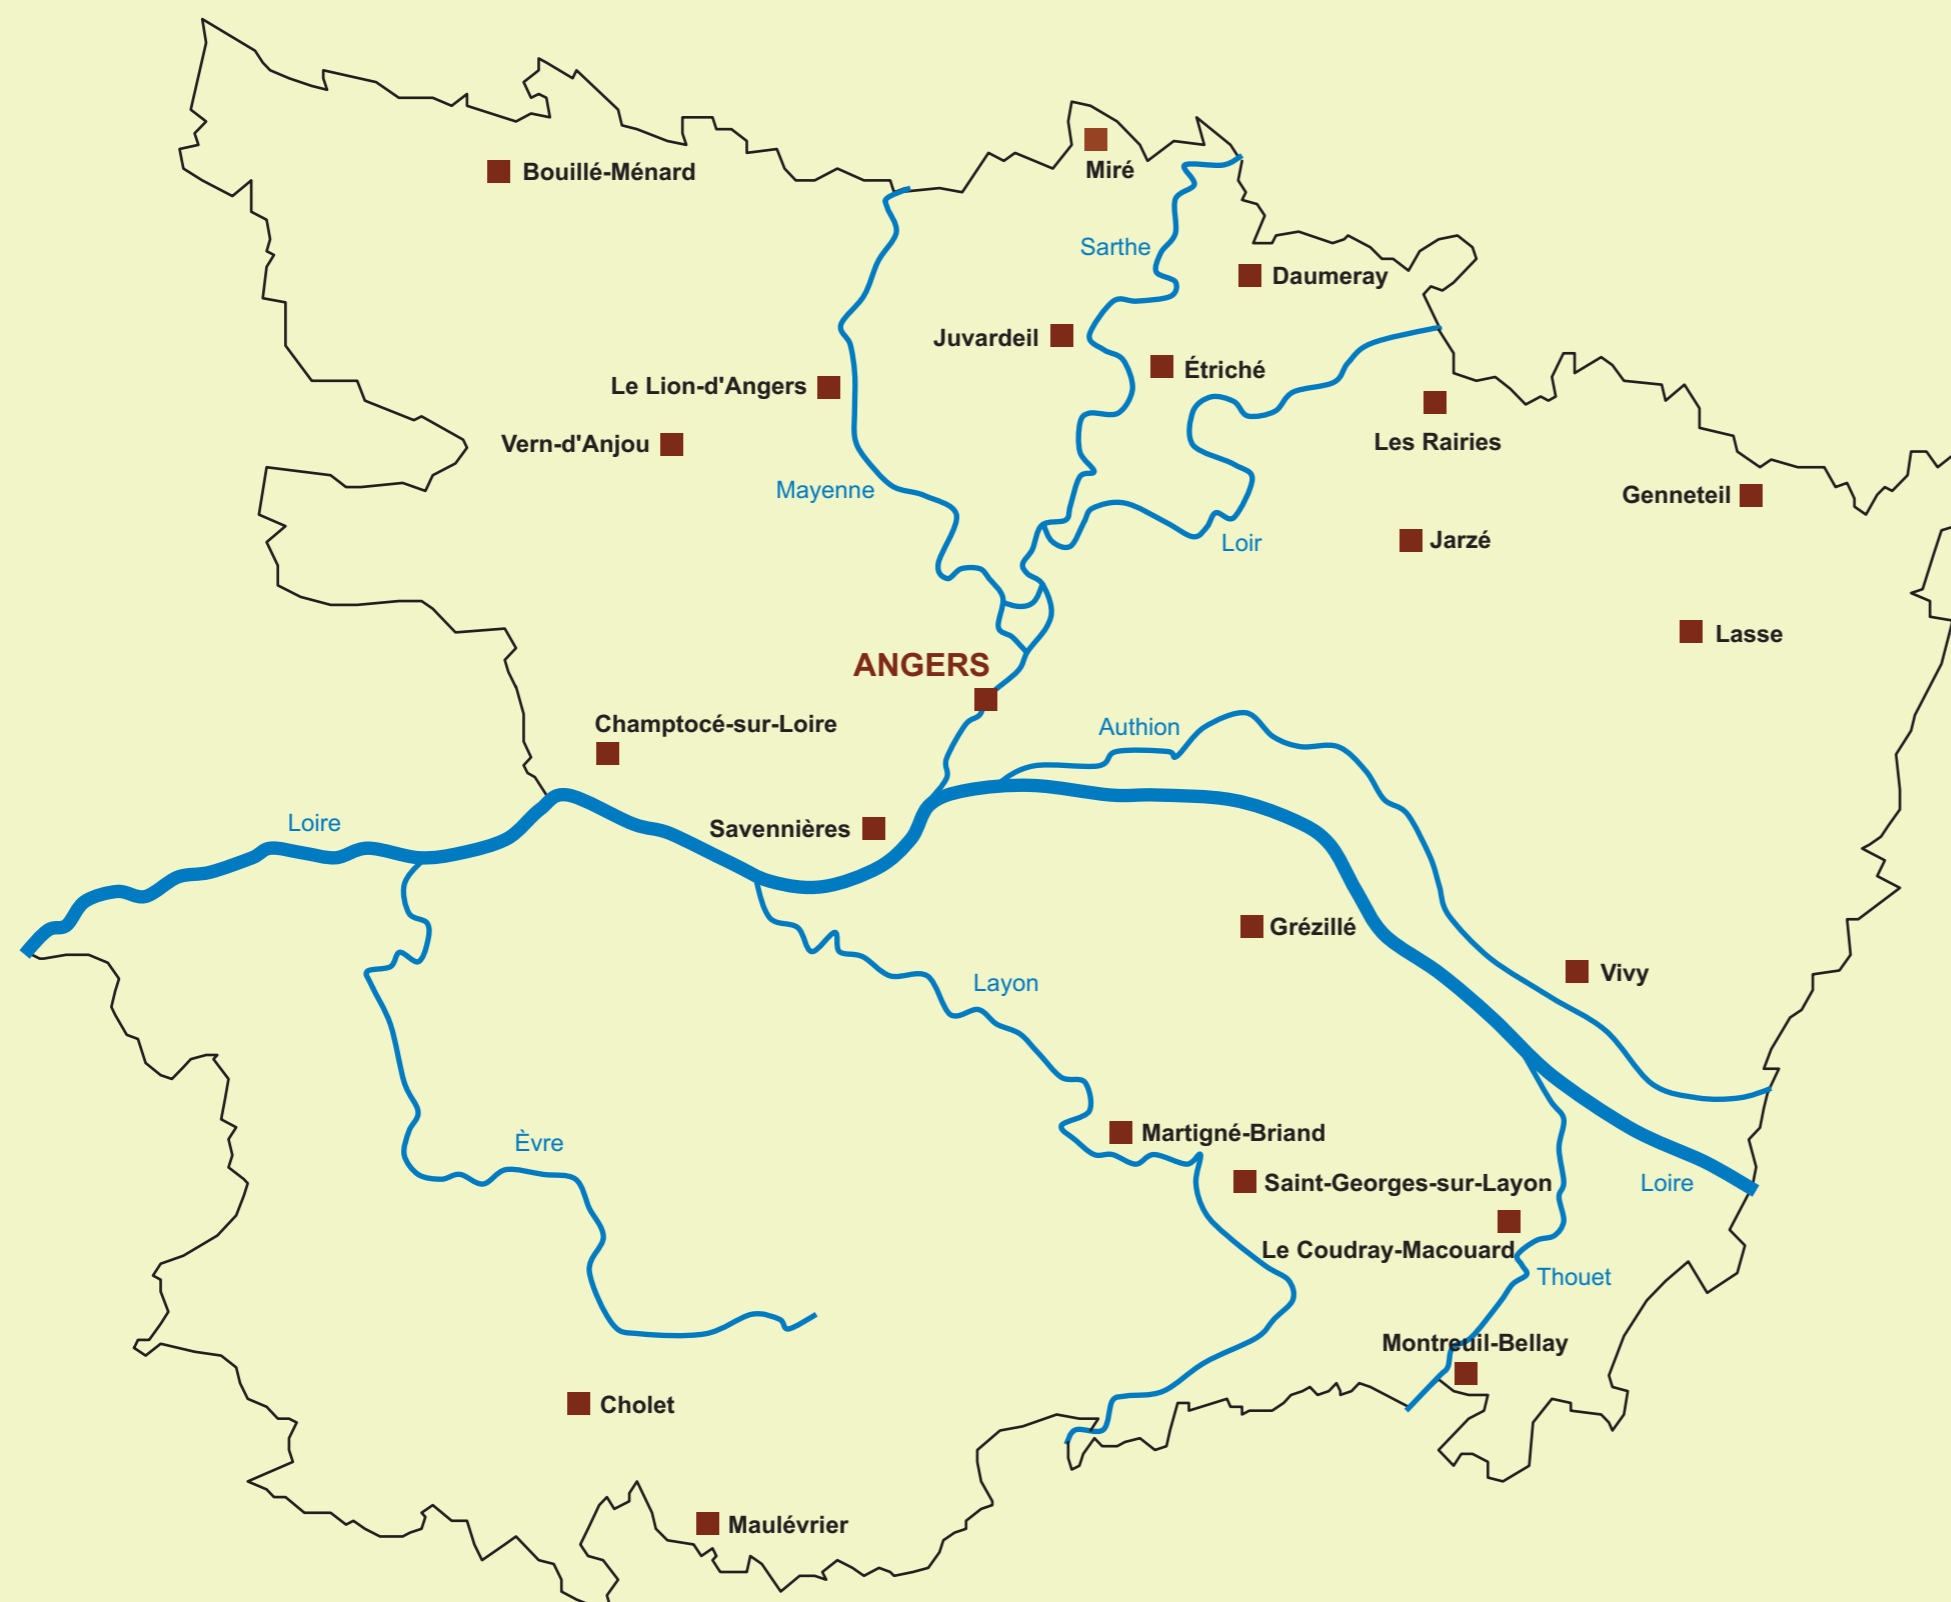 Bouillé-Ménard
Miré
Sarthe
Daumeray
Juvardeil
Étriché
Le Lion-d'Angers
Les Rairies
Vern-d'Anjou
Mayenne
Genneteil
Loir
Jarzé
Lasse
ANGERS
Champtocé-sur-Loire
Authion
Loire
Savennières
Grézillé
Vivy
Layon
Èvre
Martigné-Briand
Saint-Georges-sur-Layon
Loire
Le Coudray-Macouard
Thouet
Montreuil-Bellay
Cholet
Maulévrier